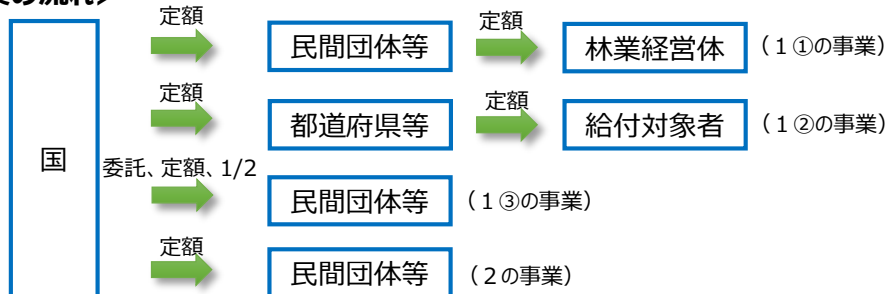 定額 定額
民間団体等 林業経営体 (1①の事業)
定額 定額
都道府県等 給付対象者 (1②の事業)
国
委託、定額、1/2
民間団体等 (1③の事業)
定額
民間団体等 (2の事業)